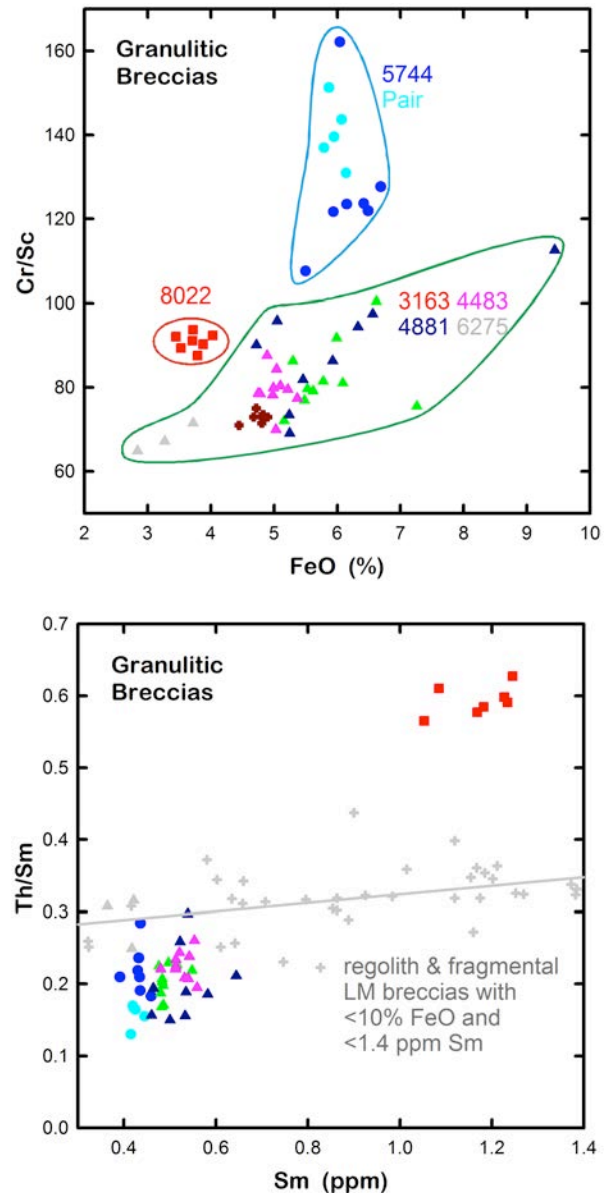 Granulitic
Breccias
5744
Pair
8022
3163 4483
4881 6275
160
140
120
100
80
60
Cr/Sc
2 3 4 5 6 7 8 9 10
FeO (%)
0.7
0.6
0.5
0.4
0.3
0.2
0.1
0.0
Th/Sm
Granulitic
Breccias
regolith & fragmental
LM breccias with
<10% FeO and
<1.4 ppm Sm
0.4 0.6 0.8 1.0 1.2 1.4
Sm (ppm)